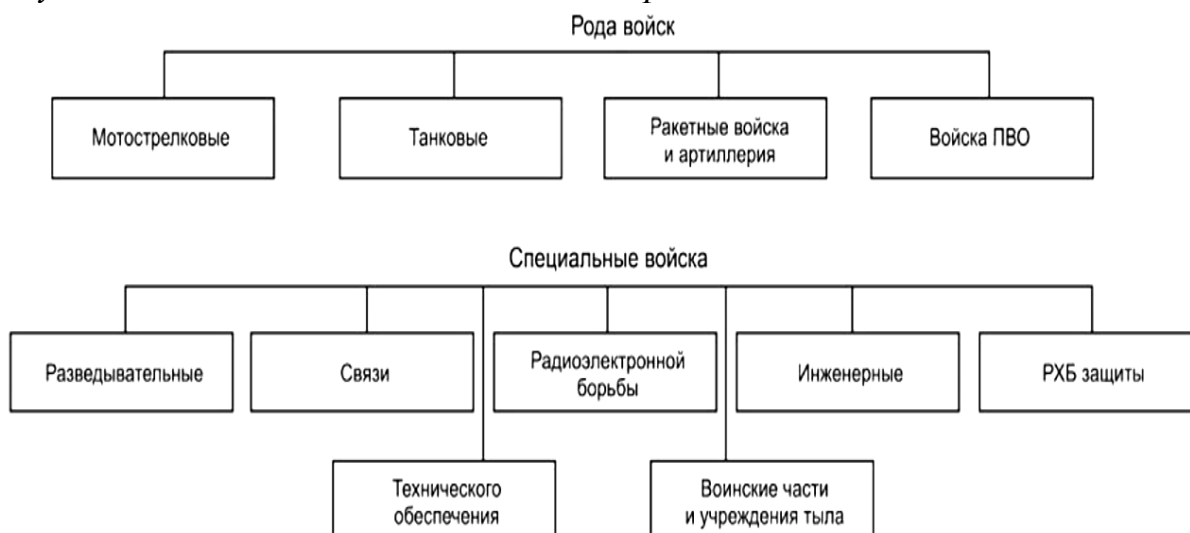 Рода войск
Мотострелковые
Танковые
Ракетные войска
и артиллерия
Войска ПВО
Специальные войска
Разведывательные
Связи
Радиоэлектронной
борьбы
Инженерные
РХБ защиты
Технического
обеспечения
Воинские части
и учреждения тыла